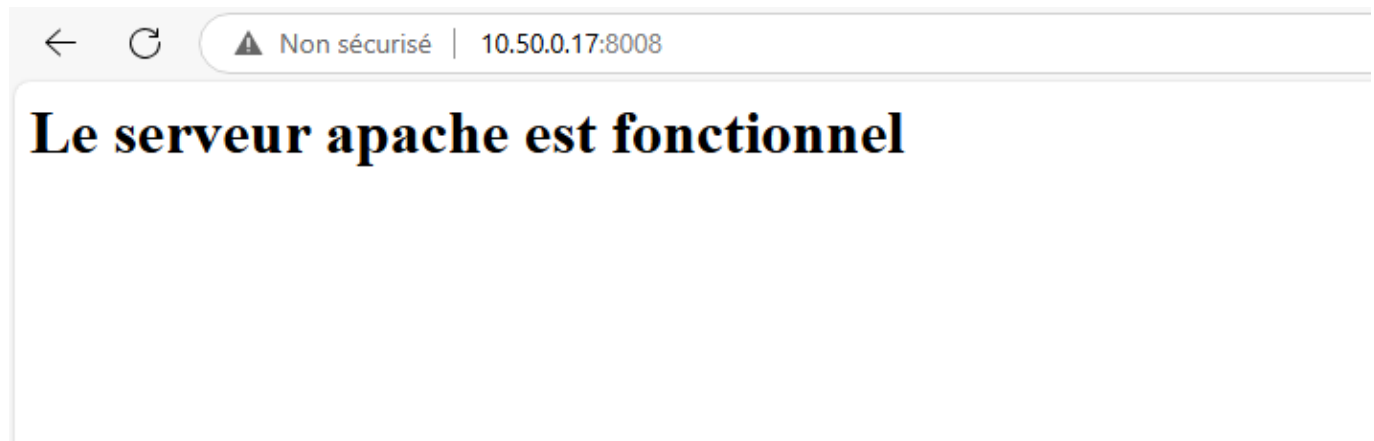 Non sécurisé 10.50.0.17:8008
Le serveur apache est fonctionnel